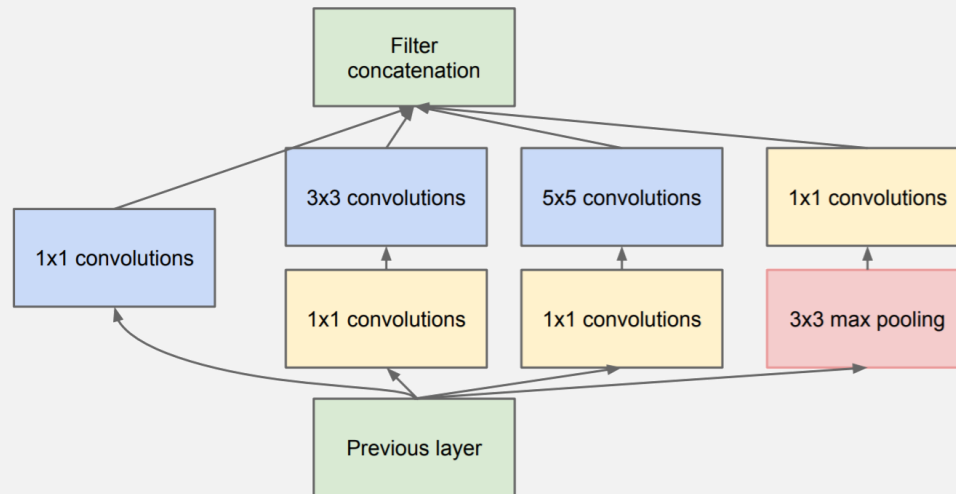 Filter
concatenation
3x3 convolutions
5x5 convolutions
1x1 convolutions
1x1 convolutions
1x1 convolutions
1x1 convolutions
3x3 max pooling
Previous layer